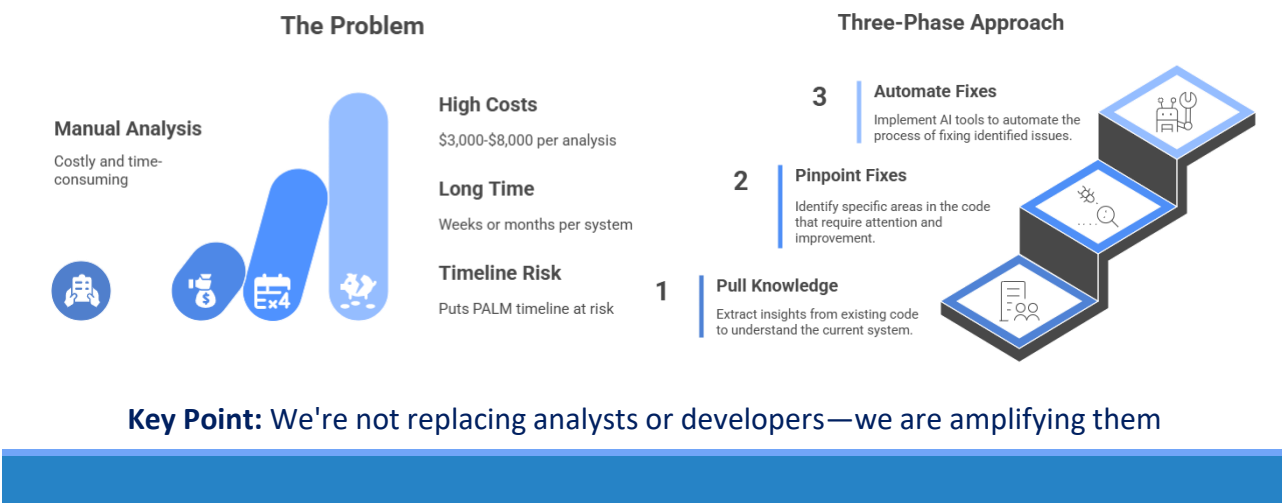 The Problem
Manual Analysis
Costly and time-
consuming
$
x4
High Costs
$3,000-$8,000 per analysis
Long Time
Weeks or months per system
Timeline Risk
Puts PALM timeline at risk
Three-Phase Approach
3
Automate Fixes
Implement AI tools to automate the
process of fixing identified issues.
2
Pinpoint Fixes
Identify specific areas in the code
that require attention and
improvement.
1
Pull Knowledge
Extract insights from existing code
to understand the current system.
Key Point: We're not replacing analysts or developers—we are amplifying them